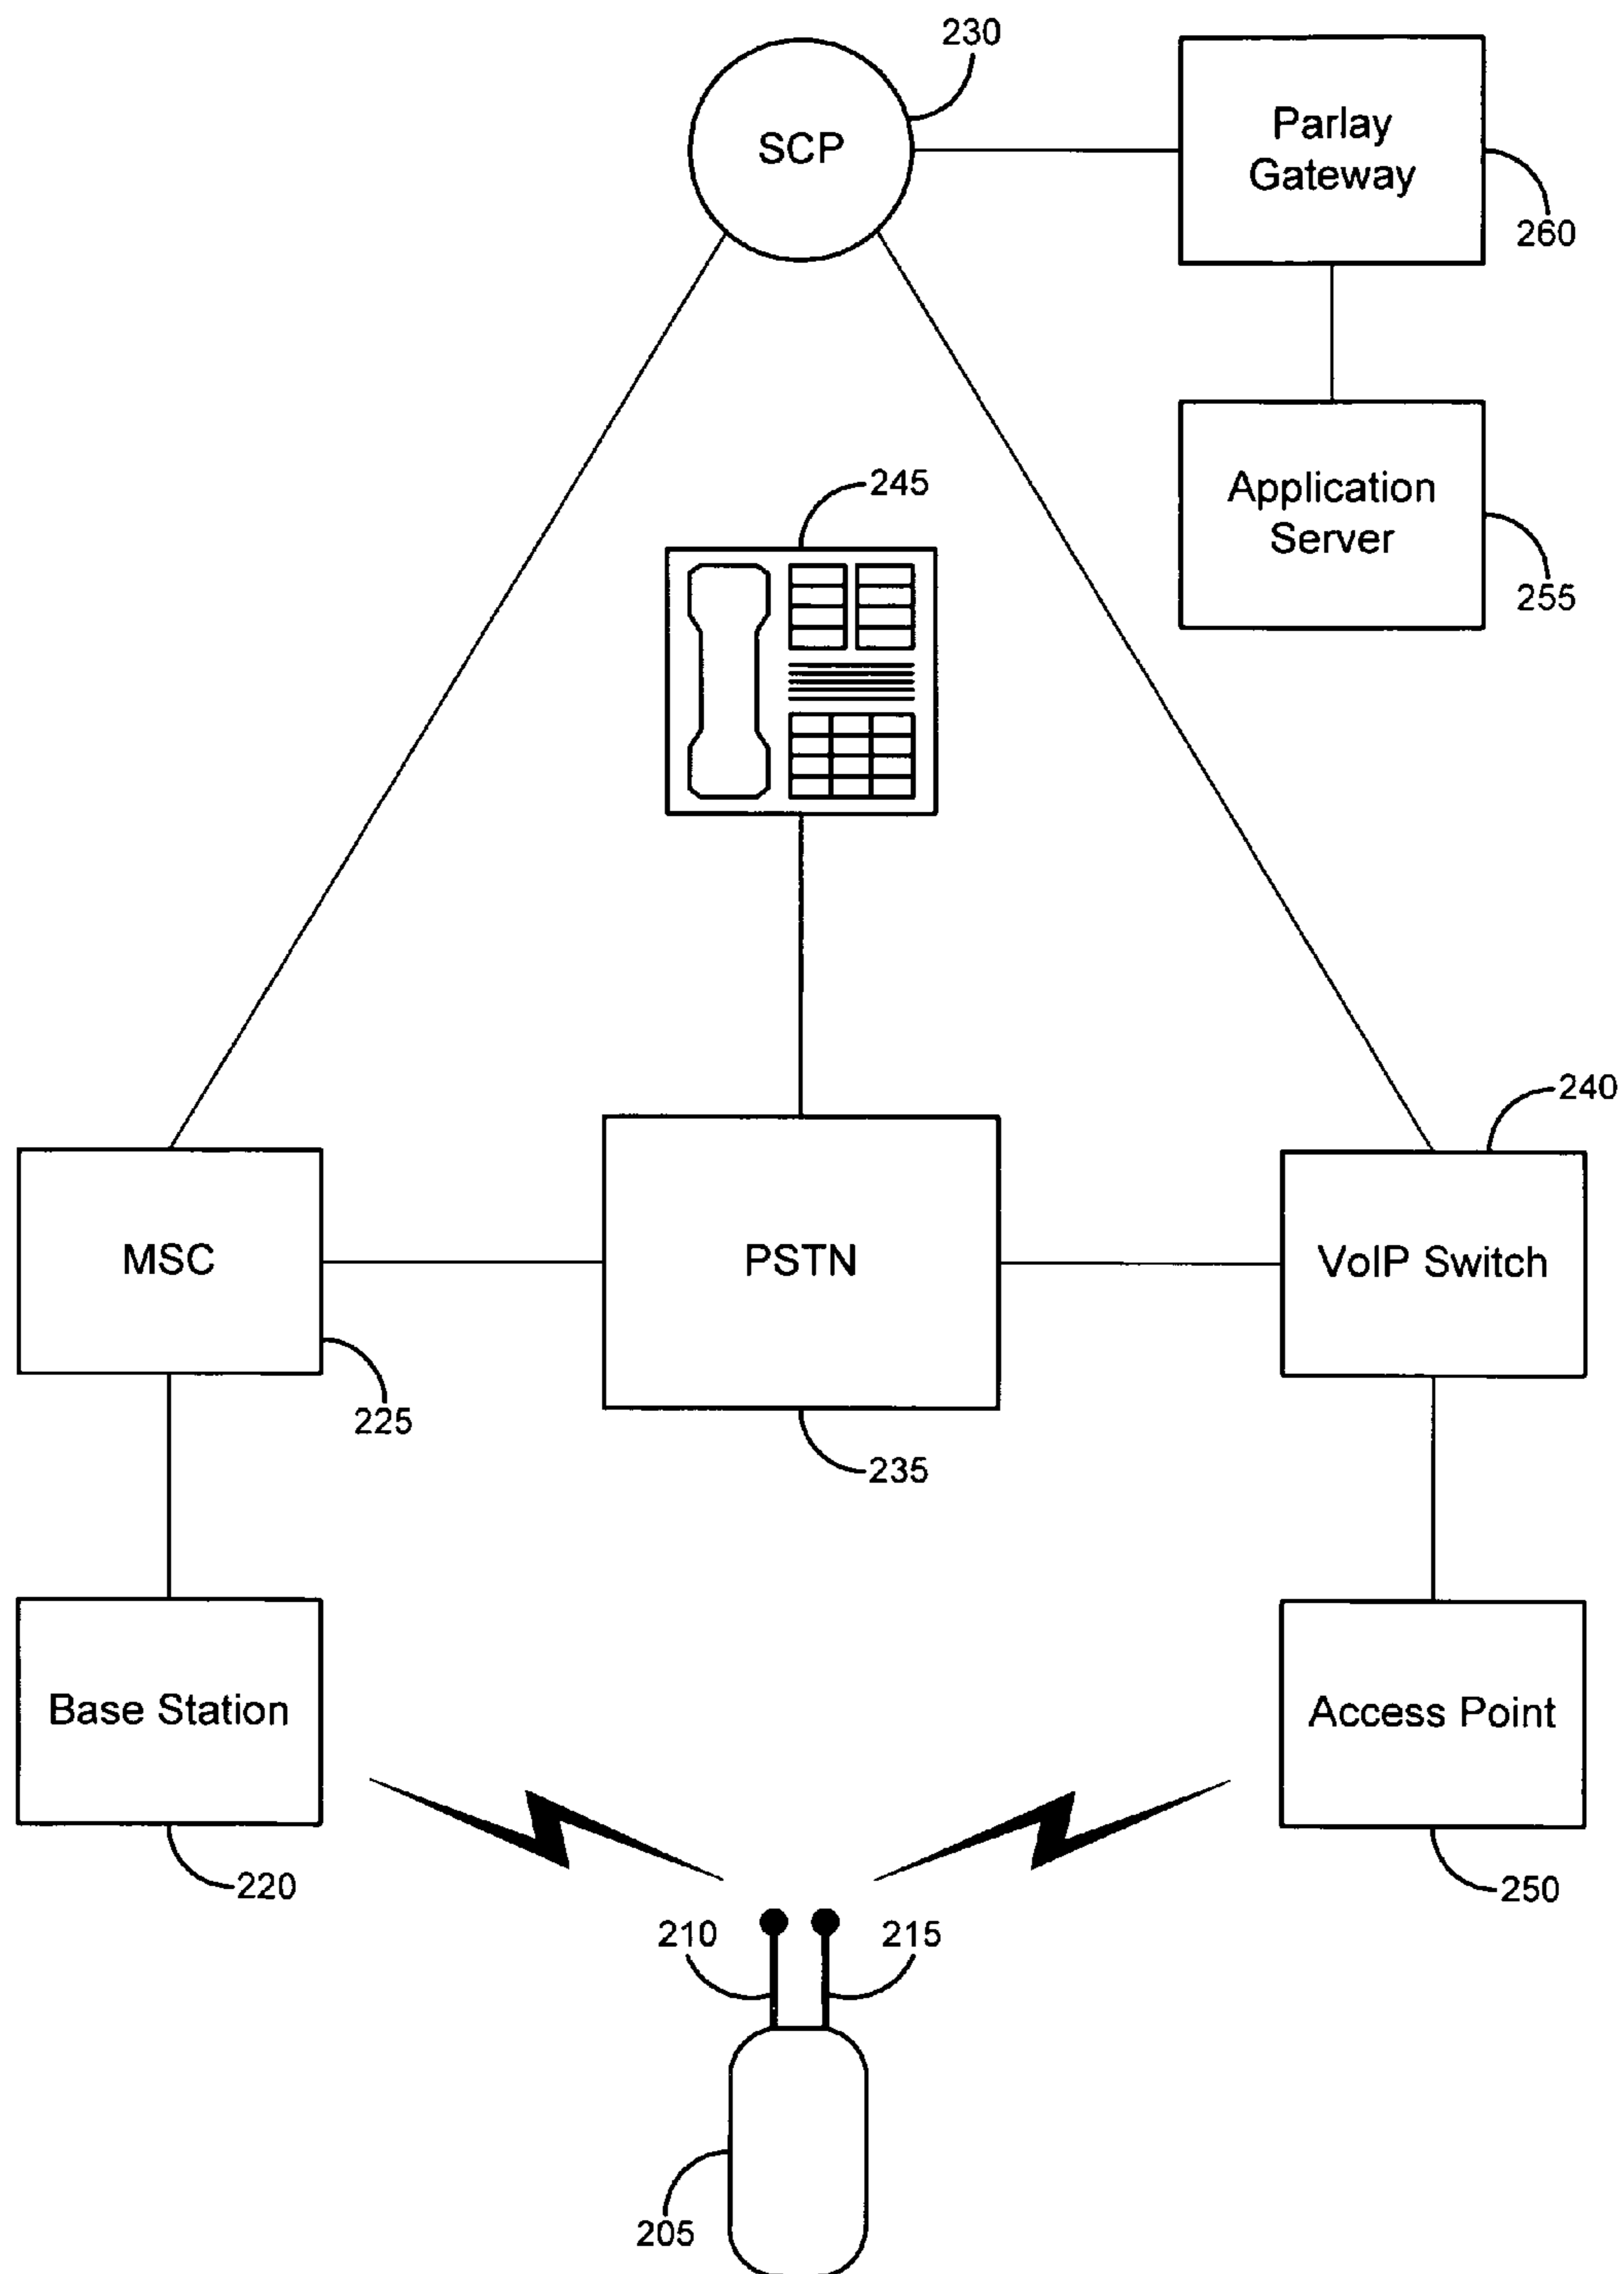 230
SCP
Parlay
Gateway
260
245
Application
Server
255
240
MSC
PSTN
VoIP Switch
225
235
Base Station
Access Point
220
250
210
215
205